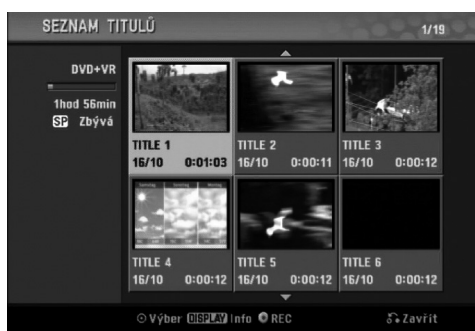 SEZNAM TITULŮ
1/19
DVD+VR
1hod 56min
SP Zbývá
TITLE 1
16/10 0:01:03
TITLE 2
16/10 0:00:11
TITLE 3
16/10 0:00:12
TITLE 4
16/10 0:00:12
TITLE 5
16/10 0:00:12
TITLE 6
16/10 0:00:12
Výber DISPLAY Info REC
Zavřít